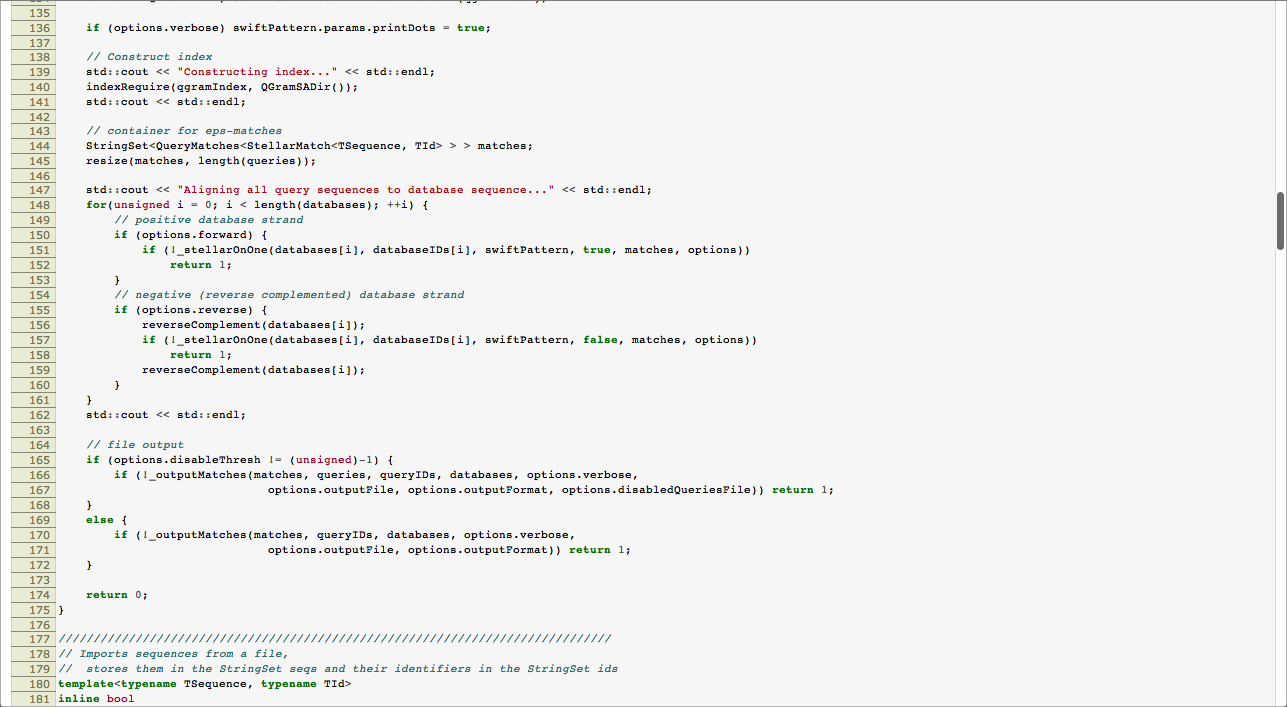 135
136     if (options.verbose) swiftPattern.params.printDots = true;
137
138     // Construct index
139     std::cout << "Constructing index..." << std::endl;
140     indexRequire(qgramIndex, QGramSADir());
141     std::cout << std::endl;
142
143     // container for eps-matches
144     StringSet<QueryMatches<StellarMatch<TSequence, TId> > > matches;
145     resize(matches, length(queries));
146
147     std::cout << "Aligning all query sequences to database sequence..." << std::endl;
148     for(unsigned i = 0; i < length(databases); ++i) {
149         // positive database strand
150         if (options.forward) {
151             if (!_stellarOnOne(databases[i], databaseIDs[i], swiftPattern, true, matches, options))
152                 return 1;
153         }
154         // negative (reverse complemented) database strand
155         if (options.reverse) {
156             reverseComplement(databases[i]);
157             if (!_stellarOnOne(databases[i], databaseIDs[i], swiftPattern, false, matches, options))
158                 return 1;
159             reverseComplement(databases[i]);
160         }
161     }
162     std::cout << std::endl;
163
164     // file output
165     if (options.disableThresh != (unsigned)-1) {
166         if (!_outputMatches(matches, queries, queryIDs, databases, options.verbose,
167                               options.outputFile, options.outputFormat, options.disabledQueriesFile)) return 1;
168     }
169     else {
170         if (!_outputMatches(matches, queryIDs, databases, options.verbose,
171                               options.outputFile, options.outputFormat)) return 1;
172     }
173
174     return 0;
175 }
176
177 ///////////////////////////////////////////////////////////////////////////////
178 // Imports sequences from a file,
179 //  stores them in the StringSet seqs and their identifiers in the StringSet ids
180 template<typename TSequence, typename TId>
181 inline bool